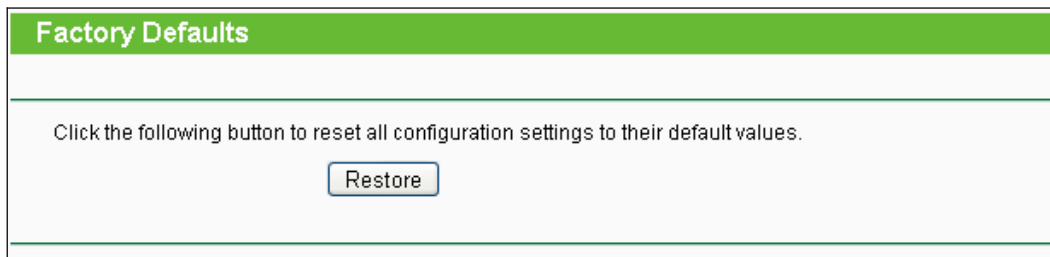 Factory Defaults
Click the following button to reset all configuration settings to their default values.
Restore